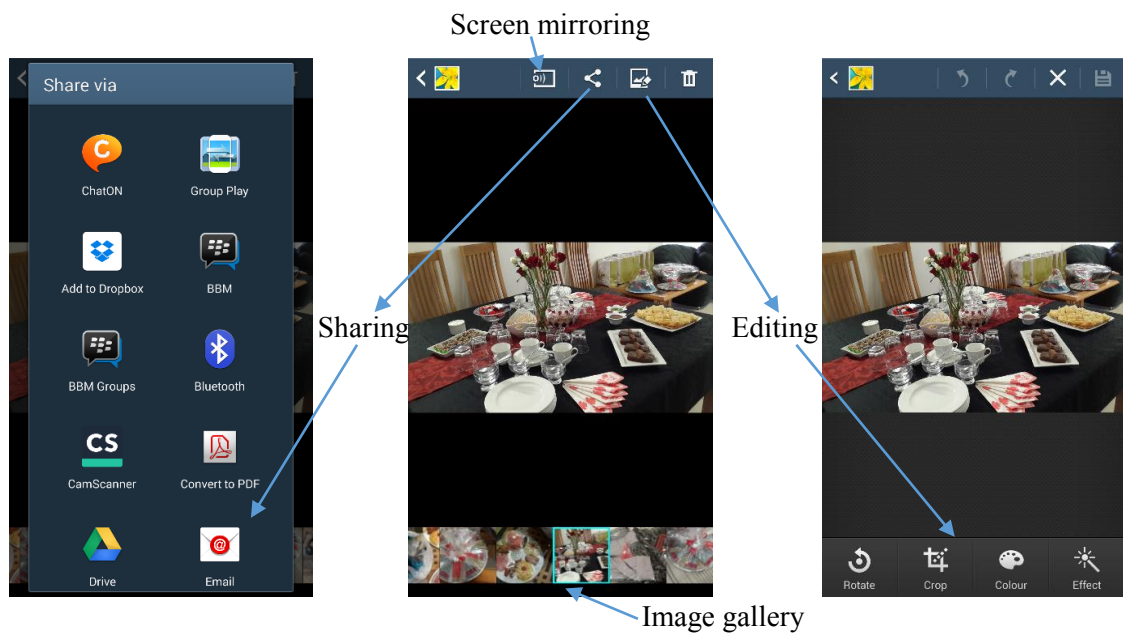 Screen mirroring
Share via
C
ChatON
Group Play
Add to Dropbox
BBM
BBM Groups
Bluetooth
CS
CamScanner
Convert to PDF
Drive
@
Email
Sharing
Editing
Rotate
Crop
Colour
Effect
Image gallery